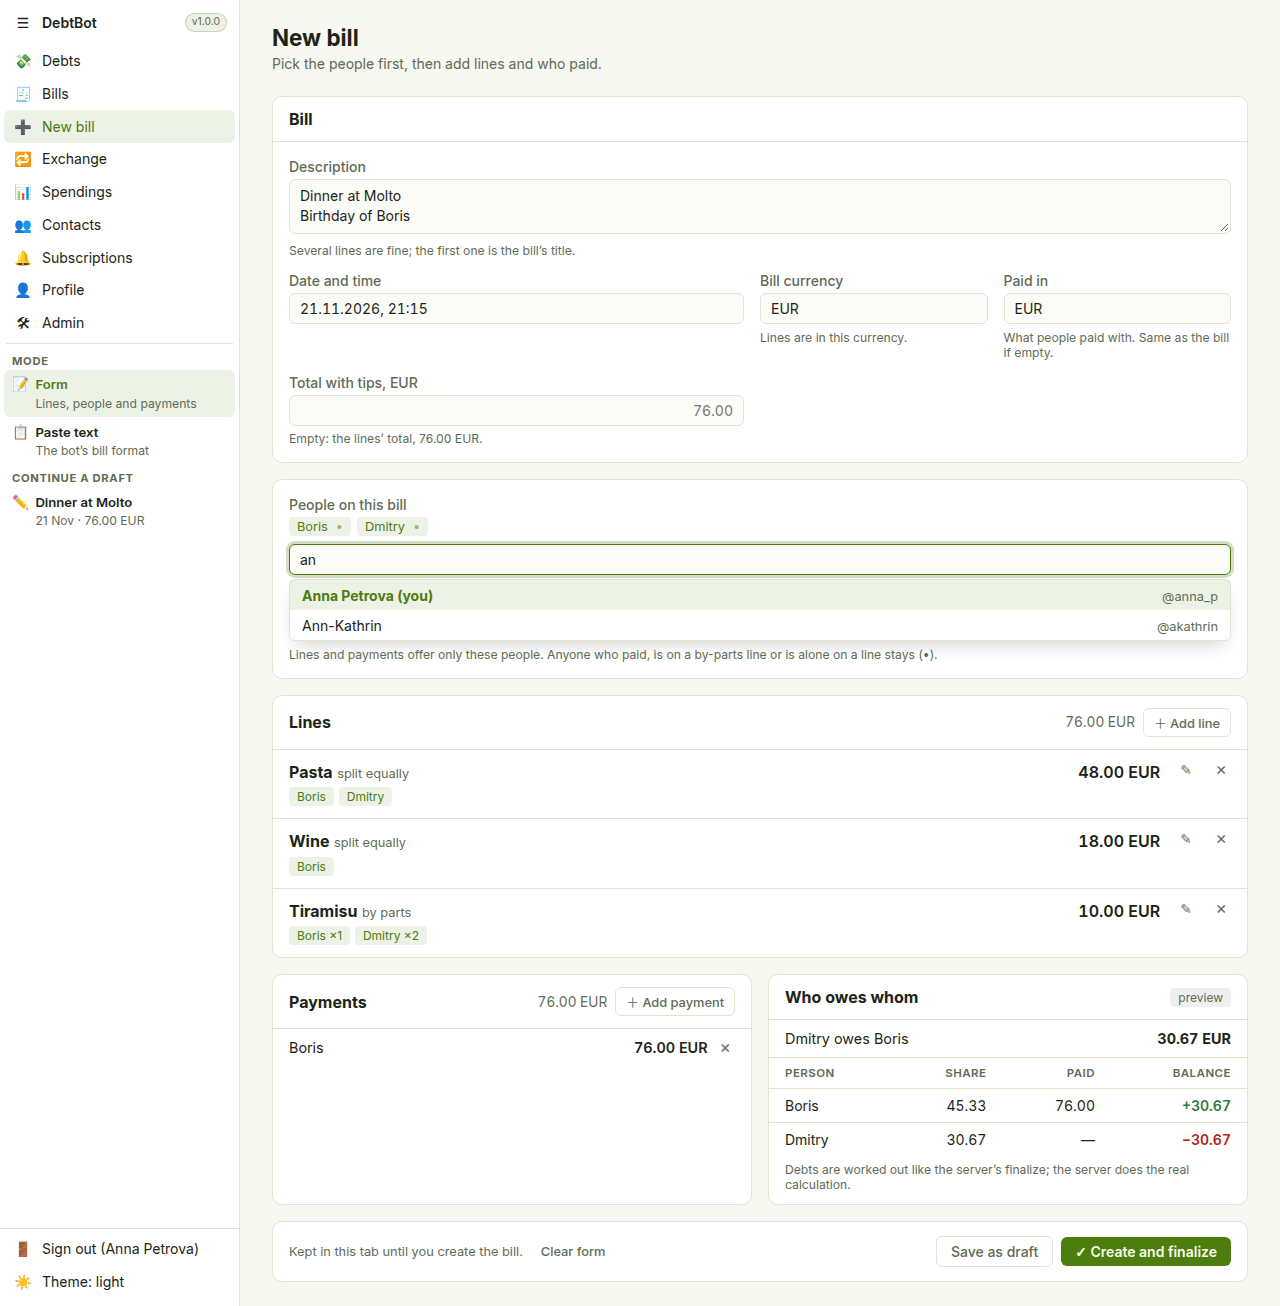 ☰ DebtBot v1.0.0
💸 Debts
🧾 Bills
➕ New bill
🔁 Exchange
📊 Spendings
👥 Contacts
🔔 Subscriptions
👤 Profile
🛠 Admin
MODE
📝 Form
Lines, people and payments
📋 Paste text
The bot’s bill format
CONTINUE A DRAFT
✏️ Dinner at Molto
21 Nov · 76.00 EUR
🚪 Sign out (Anna Petrova)
☀️ Theme: light
New bill
Pick the people first, then add lines and who paid.
Bill
Description
Dinner at Molto
Birthday of Boris
Several lines are fine; the first one is the bill’s title.
Date and time
21.11.2026, 21:15
Bill currency
EUR
Lines are in this currency.
Paid in
EUR
What people paid with. Same as the bill
if empty.
Total with tips, EUR
76.00
Empty: the lines’ total, 76.00 EUR.
People on this bill
Boris • Dmitry •
an
Anna Petrova (you) @anna_p
Ann-Kathrin @akathrin
Lines and payments offer only these people. Anyone who paid, is on a by-parts line or is alone on a line stays (•).
Lines 76.00 EUR + Add line
Pasta split equally 48.00 EUR ✎ ✕
Boris Dmitry
Wine split equally 18.00 EUR ✎ ✕
Boris
Tiramisu by parts 10.00 EUR ✎ ✕
Boris ×1 Dmitry ×2
Payments 76.00 EUR + Add payment
Boris 76.00 EUR ✕
Who owes whom preview
Dmitry owes Boris 30.67 EUR
PERSON SHARE PAID BALANCE
Boris 45.33 76.00 +30.67
Dmitry 30.67 — −30.67
Debts are worked out like the server’s finalize; the server does the real
calculation.
Kept in this tab until you create the bill. Clear form Save as draft ✓ Create and finalize